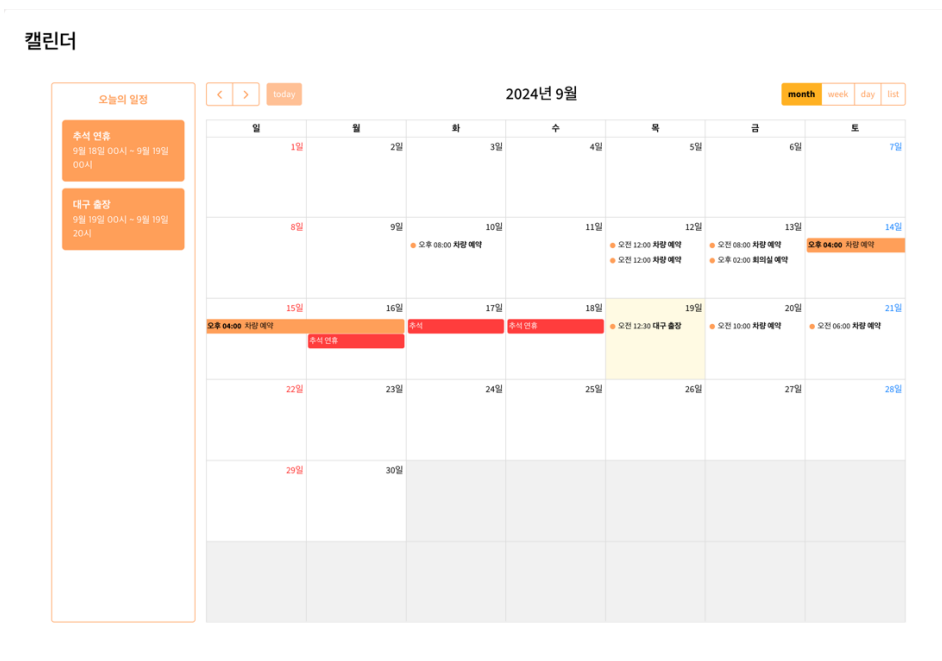 캘린더
오늘의 일정
추석 연휴
9월 18일 00시 ~ 9월 19일
00시
대구 출장
9월 19일 00시 ~ 9월 19일
20시
today
2024년 9월
month week day list
일 월 화 수 목 금 토
1일 2일 3일 4일 5일 6일 7일
8일 9일 10일 11일 12일 13일 14일
오후 08:00 차량 예약
오전 12:00 차량 예약
오전 12:00 차량 예약
오전 08:00 차량 예약
오후 02:00 회의실 예약
오후 04:00 차량 예약
15일 16일 17일 18일 19일 20일 21일
오후 04:00 차량 예약
추석 연휴
추석
추석 연휴
오전 12:30 대구 출장
오전 10:00 차량 예약
오전 06:00 차량 예약
22일 23일 24일 25일 26일 27일 28일
29일 30일